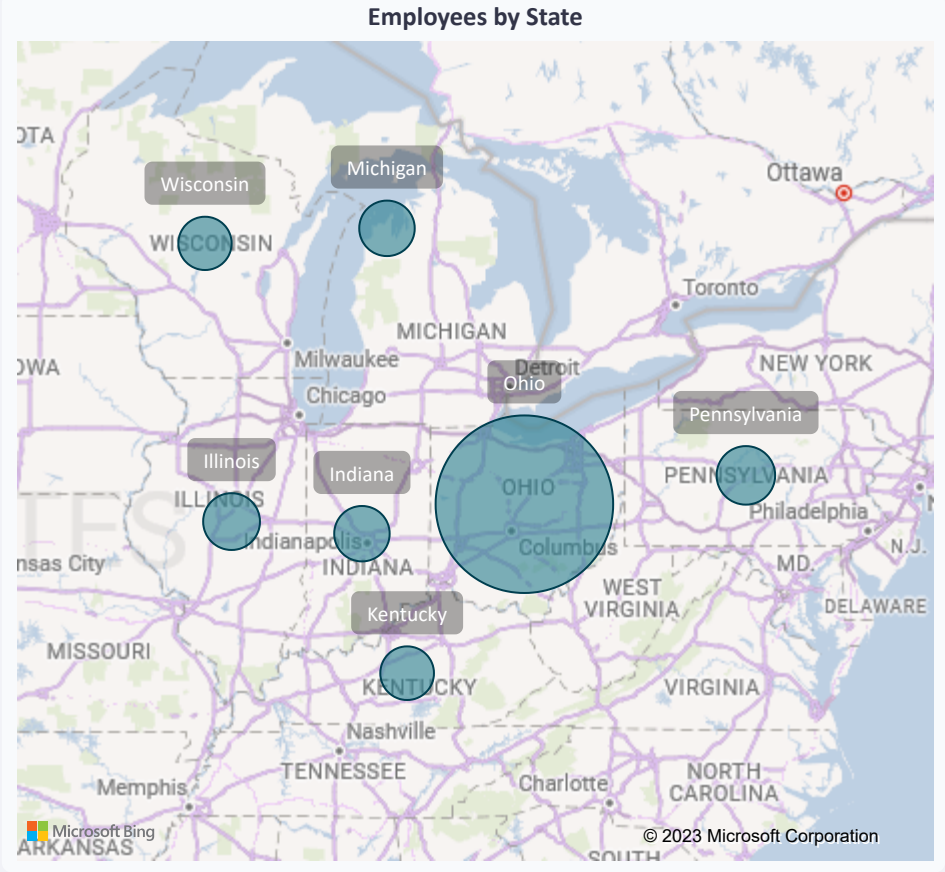 Employees by State
OTA
Michigan
Ottawa
Wisconsin
WISCONSIN
Toronto
MICHIGAN
Milwaukee
Detroit
NEW YORK
OWA
Ohio
Chicago
Pennsylvania
Illinois
Indiana
PENNSYLVANIA
OHIO
ILLINOIS
Philadelphia
N
TES
Indianapolis
Columbus
N.J.
nsas City
INDIANA
MD.
WEST
VIRGINIA
DELAWARE
Kentucky
MISSOURI
KENTUCKY
VIRGINIA
Nashville
TENNESSEE
NORTH
CAROLINA
Memphis
Charlotte
Microsoft Bing
© 2023 Microsoft Corporation
ARKANSAS
SOUTH